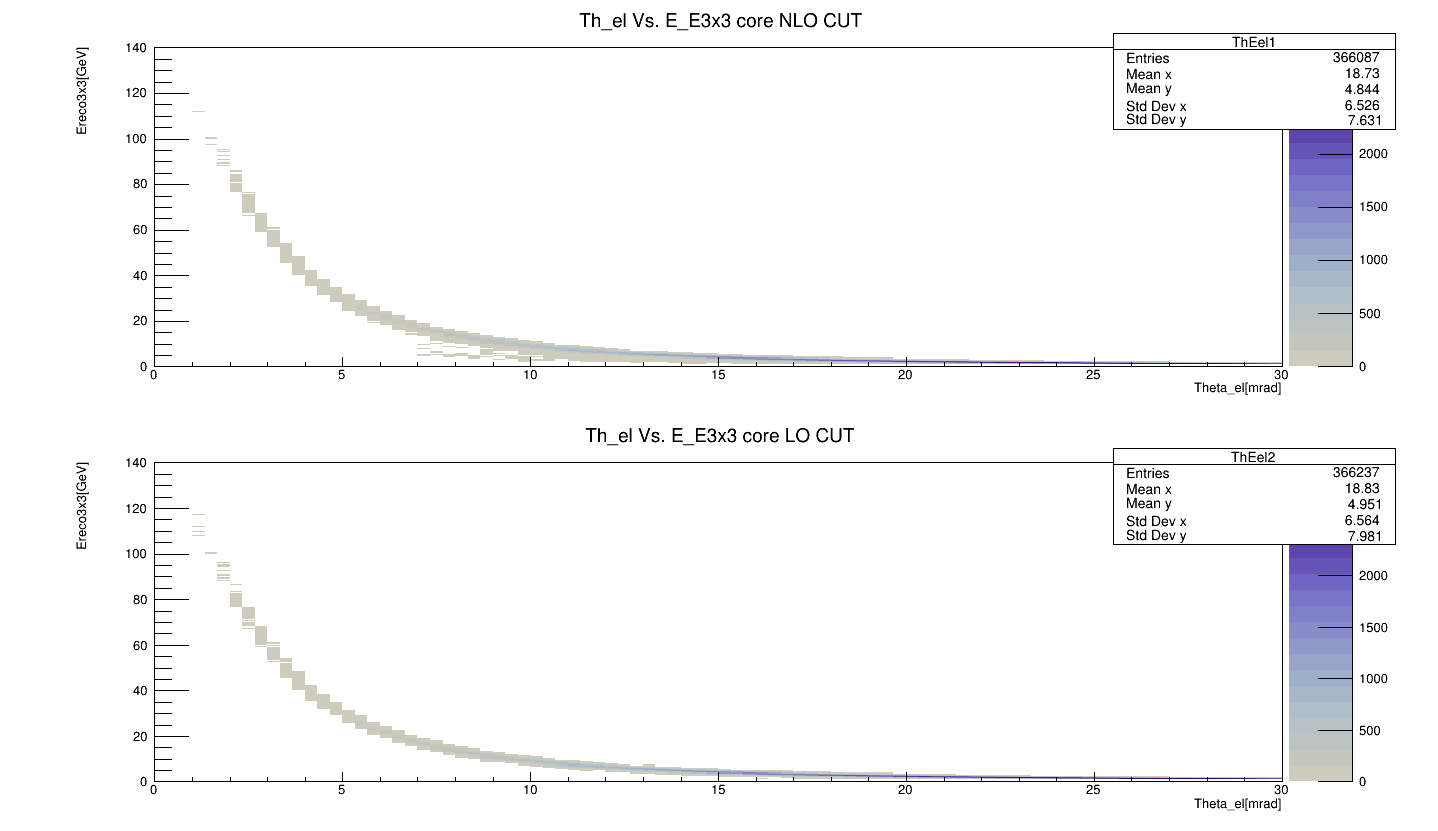 Th_el Vs. E_E3x3 core NLO CUT
Ereco3x3[GeV]
140
120
100
80
60
40
20
0
0 5 10 15 20 25 30
Theta_el[mrad]
ThEel1
Entries 366087
Mean x 18.73
Mean y 4.844
Std Dev x 6.526
Std Dev y 7.631
2000
1500
1000
500
0
Th_el Vs. E_E3x3 core LO CUT
Ereco3x3[GeV]
140
120
100
80
60
40
20
0
0 5 10 15 20 25 30
Theta_el[mrad]
ThEel2
Entries 366237
Mean x 18.83
Mean y 4.951
Std Dev x 6.564
Std Dev y 7.981
2000
1500
1000
500
0